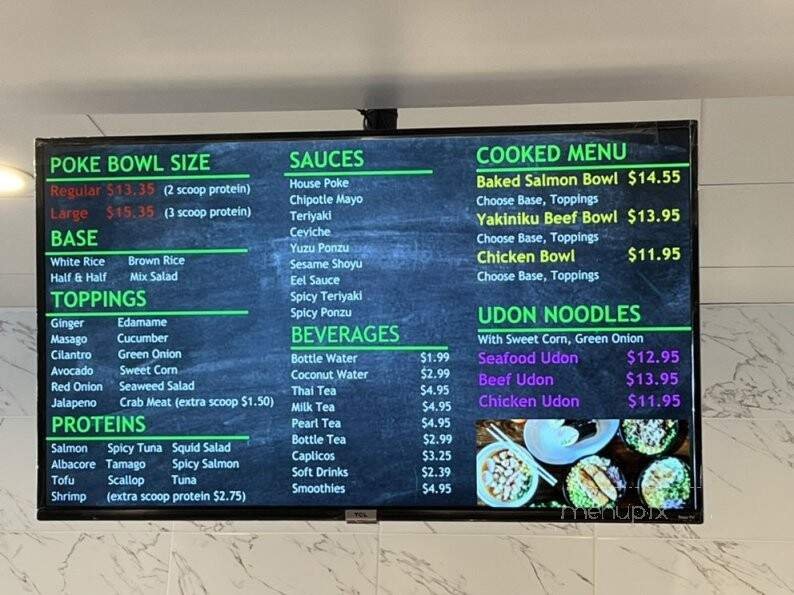 POKE BOWL SIZE
Regular $13.35 (2 scoop protein)
Large $15.35 (3 scoop protein)
BASE
White Rice Brown Rice
Half & Half Mix Salad
TOPPINGS
Ginger Edamame
Masago Cucumber
Cilantro Green Onion
Avocado Sweet Corn
Red Onion Seaweed Salad
Jalapeno Crab Meat (extra scoop $1.50)
PROTEINS
Salmon Spicy Tuna Squid Salad
Albacore Tamago Spicy Salmon
Tofu Scallop Tuna
Shrimp (extra scoop protein $2.75)
SAUCES
House Poke
Chipotle Mayo
Teriyaki
Ceviche
Yuzu Ponzu
Sesame Shoyu
Eel Sauce
Spicy Teriyaki
Spicy Ponzu
BEVERAGES
Bottle Water $1.99
Coconut Water $2.99
Thai Tea $4.95
Milk Tea $4.95
Pearl Tea $4.95
Bottle Tea $2.99
Caplicos $3.25
Soft Drinks $2.39
Smoothies $4.95
COOKED MENU
Baked Salmon Bowl $14.55
Choose Base, Toppings
Yakiniku Beef Bowl $13.95
Choose Base, Toppings
Chicken Bowl $11.95
Choose Base, Toppings
UDON NOODLES
With Sweet Corn, Green Onion
Seafood Udon $12.95
Beef Udon $13.95
Chicken Udon $11.95
menupix
TCL